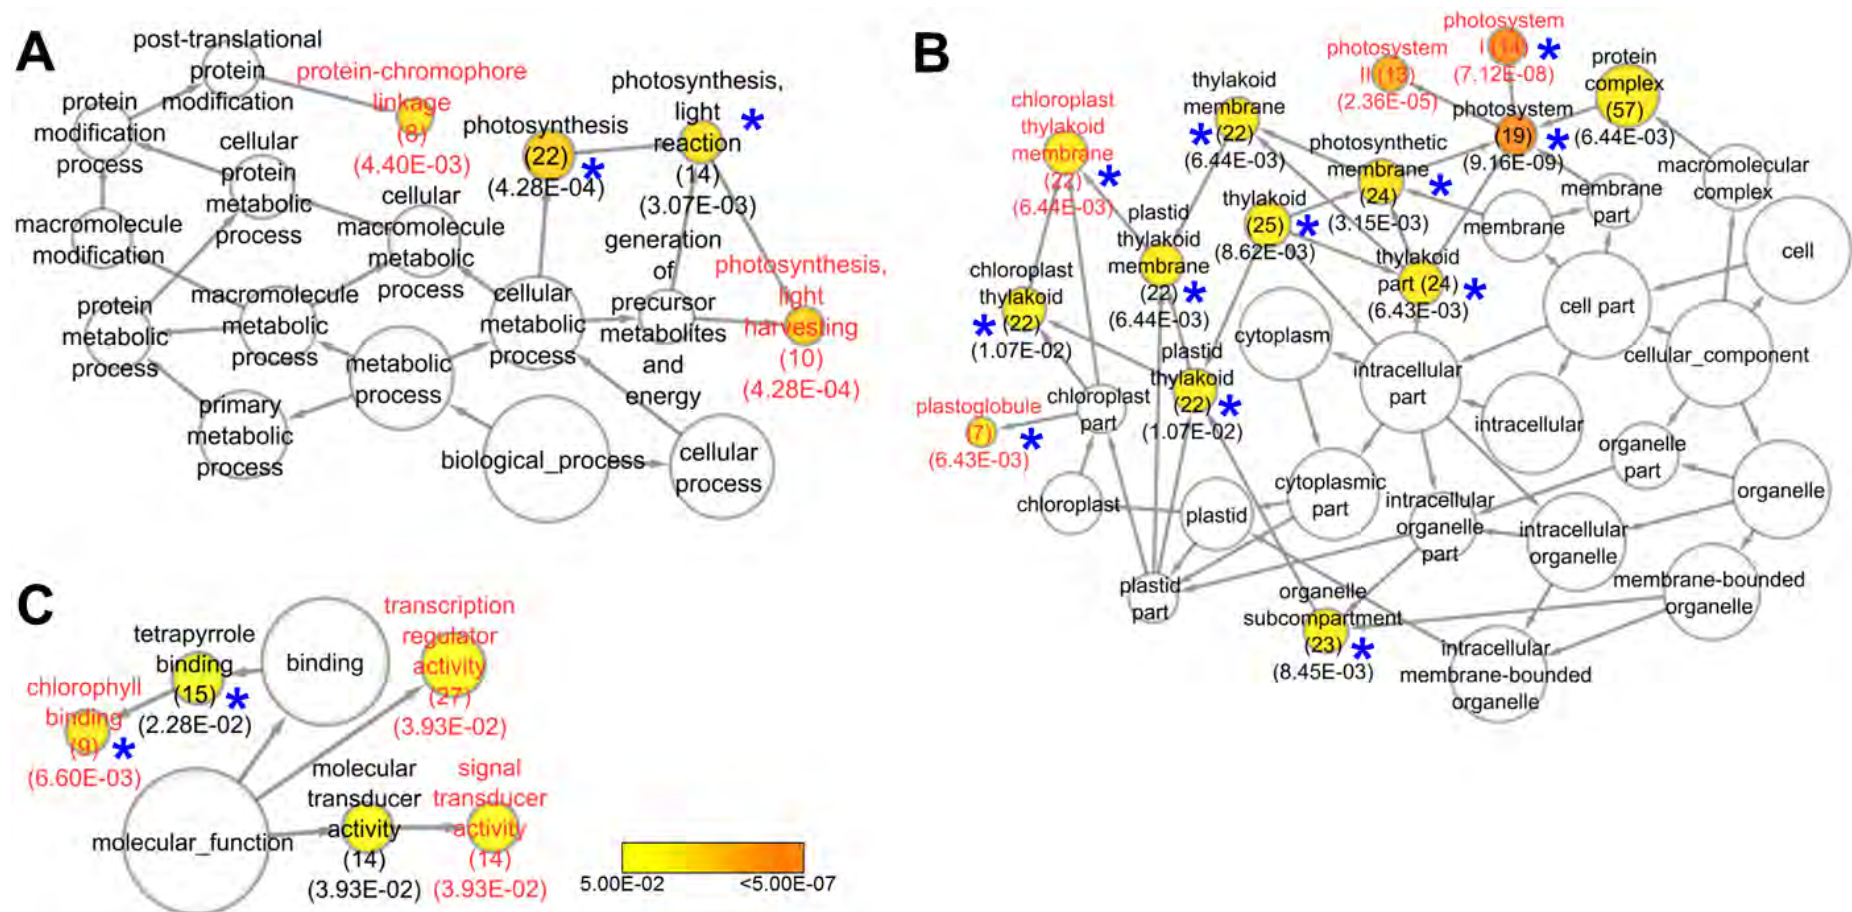 A
post-translational
protein
modification
protein-chromophore
linkage
(8)
(4.40E-03)
protein
modification
process
cellular
protein
metabolic
process
macromolecule
modification
cellular
macromolecule
metabolic
process
photosynthesis
(22)
*
(4.28E-04)
photosynthesis,
light
reaction
*
(14)
(3.07E-03)
generation
of
precursor
metabolites
and
energy
photosynthesis,
light
harvesting
(10)
(4.28E-04)
protein
metabolic
process
macromolecule
metabolic
process
cellular
metabolic
process
metabolic
process
primary
metabolic
process
biological_process
cellular
process
B
photosystem
I (14)
*
(7.12E-08)
photosystem
II (13)
(2.36E-05)
protein
complex
(57)
(6.44E-03)
thylakoid
membrane
(22)
*
(6.44E-03)
chloroplast
thylakoid
membrane
(22)
*
(6.44E-03)
photosystem
(19)
*
(9.16E-09)
photosynthetic
membrane
(24)
*
(3.15E-03)
macromolecular
complex
membrane
part
membrane
cell
thylakoid
(25)
*
(8.62E-03)
plastid
thylakoid
membrane
(22)
*
(6.44E-03)
thylakoid
part (24)
*
(6.43E-03)
chloroplast
thylakoid
(22)
*
(1.07E-02)
cell part
cytoplasm
cellular_component
plastid
thylakoid
(22)
*
(1.07E-02)
intracellular
part
chloroplast
part
plastoglobule
(7)
*
(6.43E-03)
intracellular
organelle
part
organelle
chloroplast
plastid
cytoplasmic
part
intracellular
organelle
part
intracellular
organelle
plastid
part
organelle
subcompartment
(23)
*
(8.45E-03)
membrane-bounded
organelle
intracellular
membrane-bounded
organelle
C
tetrapyrrole
binding
(15)
*
(2.28E-02)
binding
transcription
regulator
activity
(27)
(3.93E-02)
chlorophyll
binding
(9)
*
(6.60E-03)
molecular_function
molecular
transducer
activity
(14)
(3.93E-02)
signal
transducer
activity
(14)
(3.93E-02)
5.00E-02
<5.00E-07